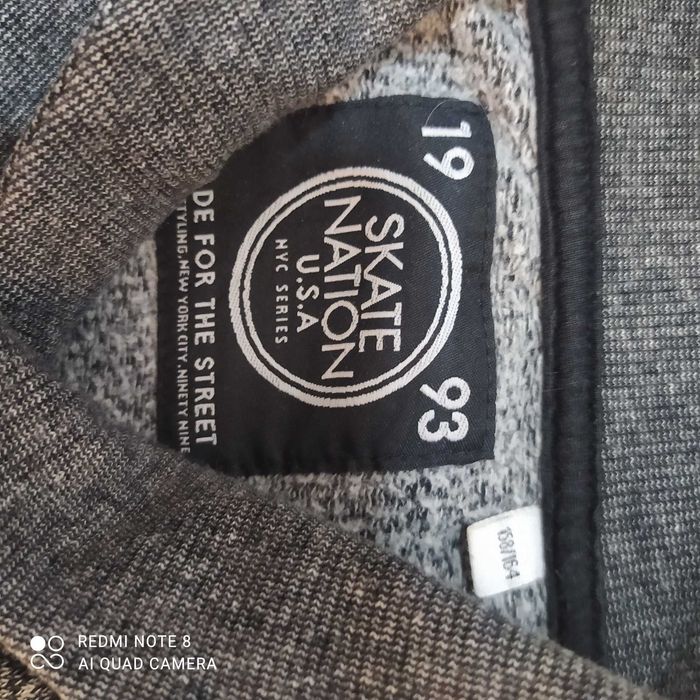 19 93
SKATE
NATION
U.S.A
NYC SERIES
DE FOR THE STREET
STYLING.NEW YORK CITY.NINETY NINE
158/164
REDMI NOTE 8
AI QUAD CAMERA